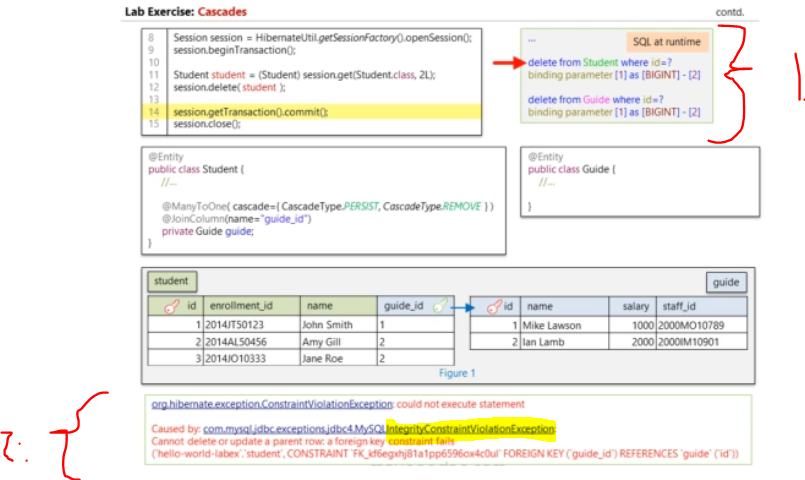 Lab Exercise: Cascades
contd.
8 Session session = HibernateUtil.getSessionFactory().openSession();
9 session.beginTransaction();
10
11 Student student = (Student) session.get(Student.class, 2L);
12 session.delete( student );
13
14 session.getTransaction().commit();
15 session.close();
...
SQL at runtime
delete from Student where id=?
binding parameter [1] as [BIGINT] - [2]
delete from Guide where id=?
binding parameter [1] as [BIGINT] - [2]
1.
@Entity
public class Student {
//...
@ManyToOne( cascade={ CascadeType.PERSIST, CascadeType.REMOVE } )
@JoinColumn(name="guide_id")
private Guide guide;
}
@Entity
public class Guide {
//...
}
student
id enrollment_id name guide_id
1 2014JT50123 John Smith 1
2 2014AL50456 Amy Gill 2
3 2014JO10333 Jane Roe 2
guide
id name salary staff_id
1 Mike Lawson 1000 2000MO10789
2 Ian Lamb 2000 2000IM10901
Figure 1
org.hibernate.exception.ConstraintViolationException: could not execute statement
Caused by: com.mysql.jdbc.exceptions.jdbc4.MySQLIntegrityConstraintViolationException:
Cannot delete or update a parent row: a foreign key constraint fails
(`hello-world-labex`.`student`, CONSTRAINT `FK_kf6egxhj81a1pp6596ox4c0ul` FOREIGN KEY (`guide_id`) REFERENCES `guide` (`id`))
2.